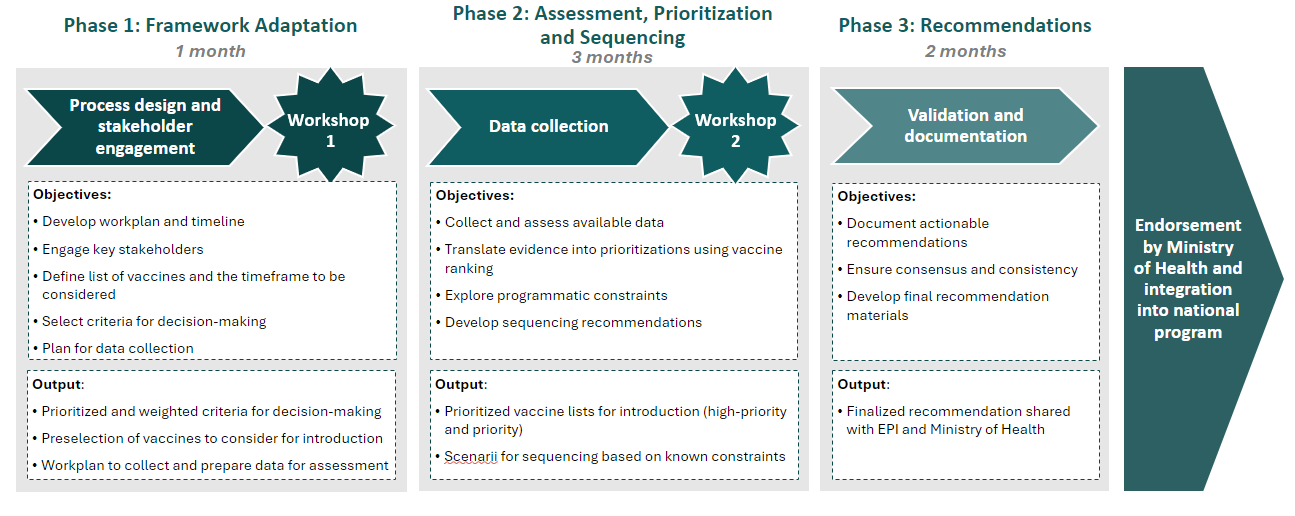 Phase 1: Framework Adaptation
1 month
Process design and
stakeholder
engagement
Workshop
1
Objectives:
• Develop workplan and timeline
• Engage key stakeholders
• Define list of vaccines and the timeframe to be
considered
• Select criteria for decision-making
• Plan for data collection
Output:
• Prioritized and weighted criteria for decision-making
• Preselection of vaccines to consider for introduction
• Workplan to collect and prepare data for assessment
Phase 2: Assessment, Prioritization
and Sequencing
3 months
Data collection
Workshop
2
Objectives:
• Collect and assess available data
• Translate evidence into prioritizations using vaccine
ranking
• Explore programmatic constraints
• Develop sequencing recommendations
Output:
• Prioritized vaccine lists for introduction (high-priority
and priority)
• Scenarii for sequencing based on known constraints
Phase 3: Recommendations
2 months
Validation and
documentation
Objectives:
• Document actionable
recommendations
• Ensure consensus and consistency
• Develop final recommendation
materials
Output:
• Finalized recommendation shared
with EPI and Ministry of Health
Endorsement
by Ministry
of Health and
integration
into national
program